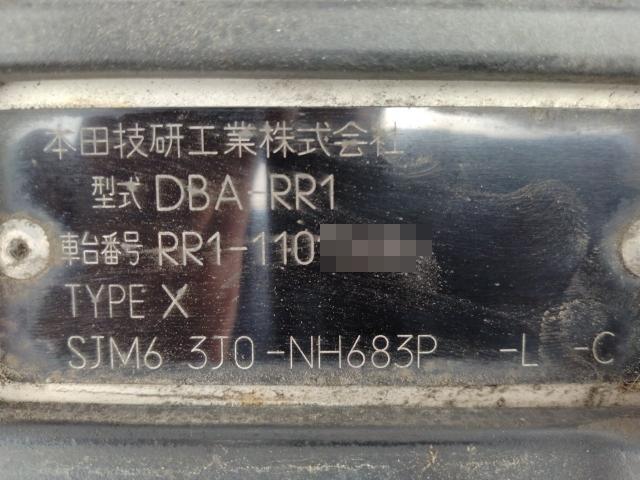 本田技研工業株式会社
型式 DBA-RR1
車台番号 RR1-110
TYPE X
SJM6 3J0-NH683P -L -C